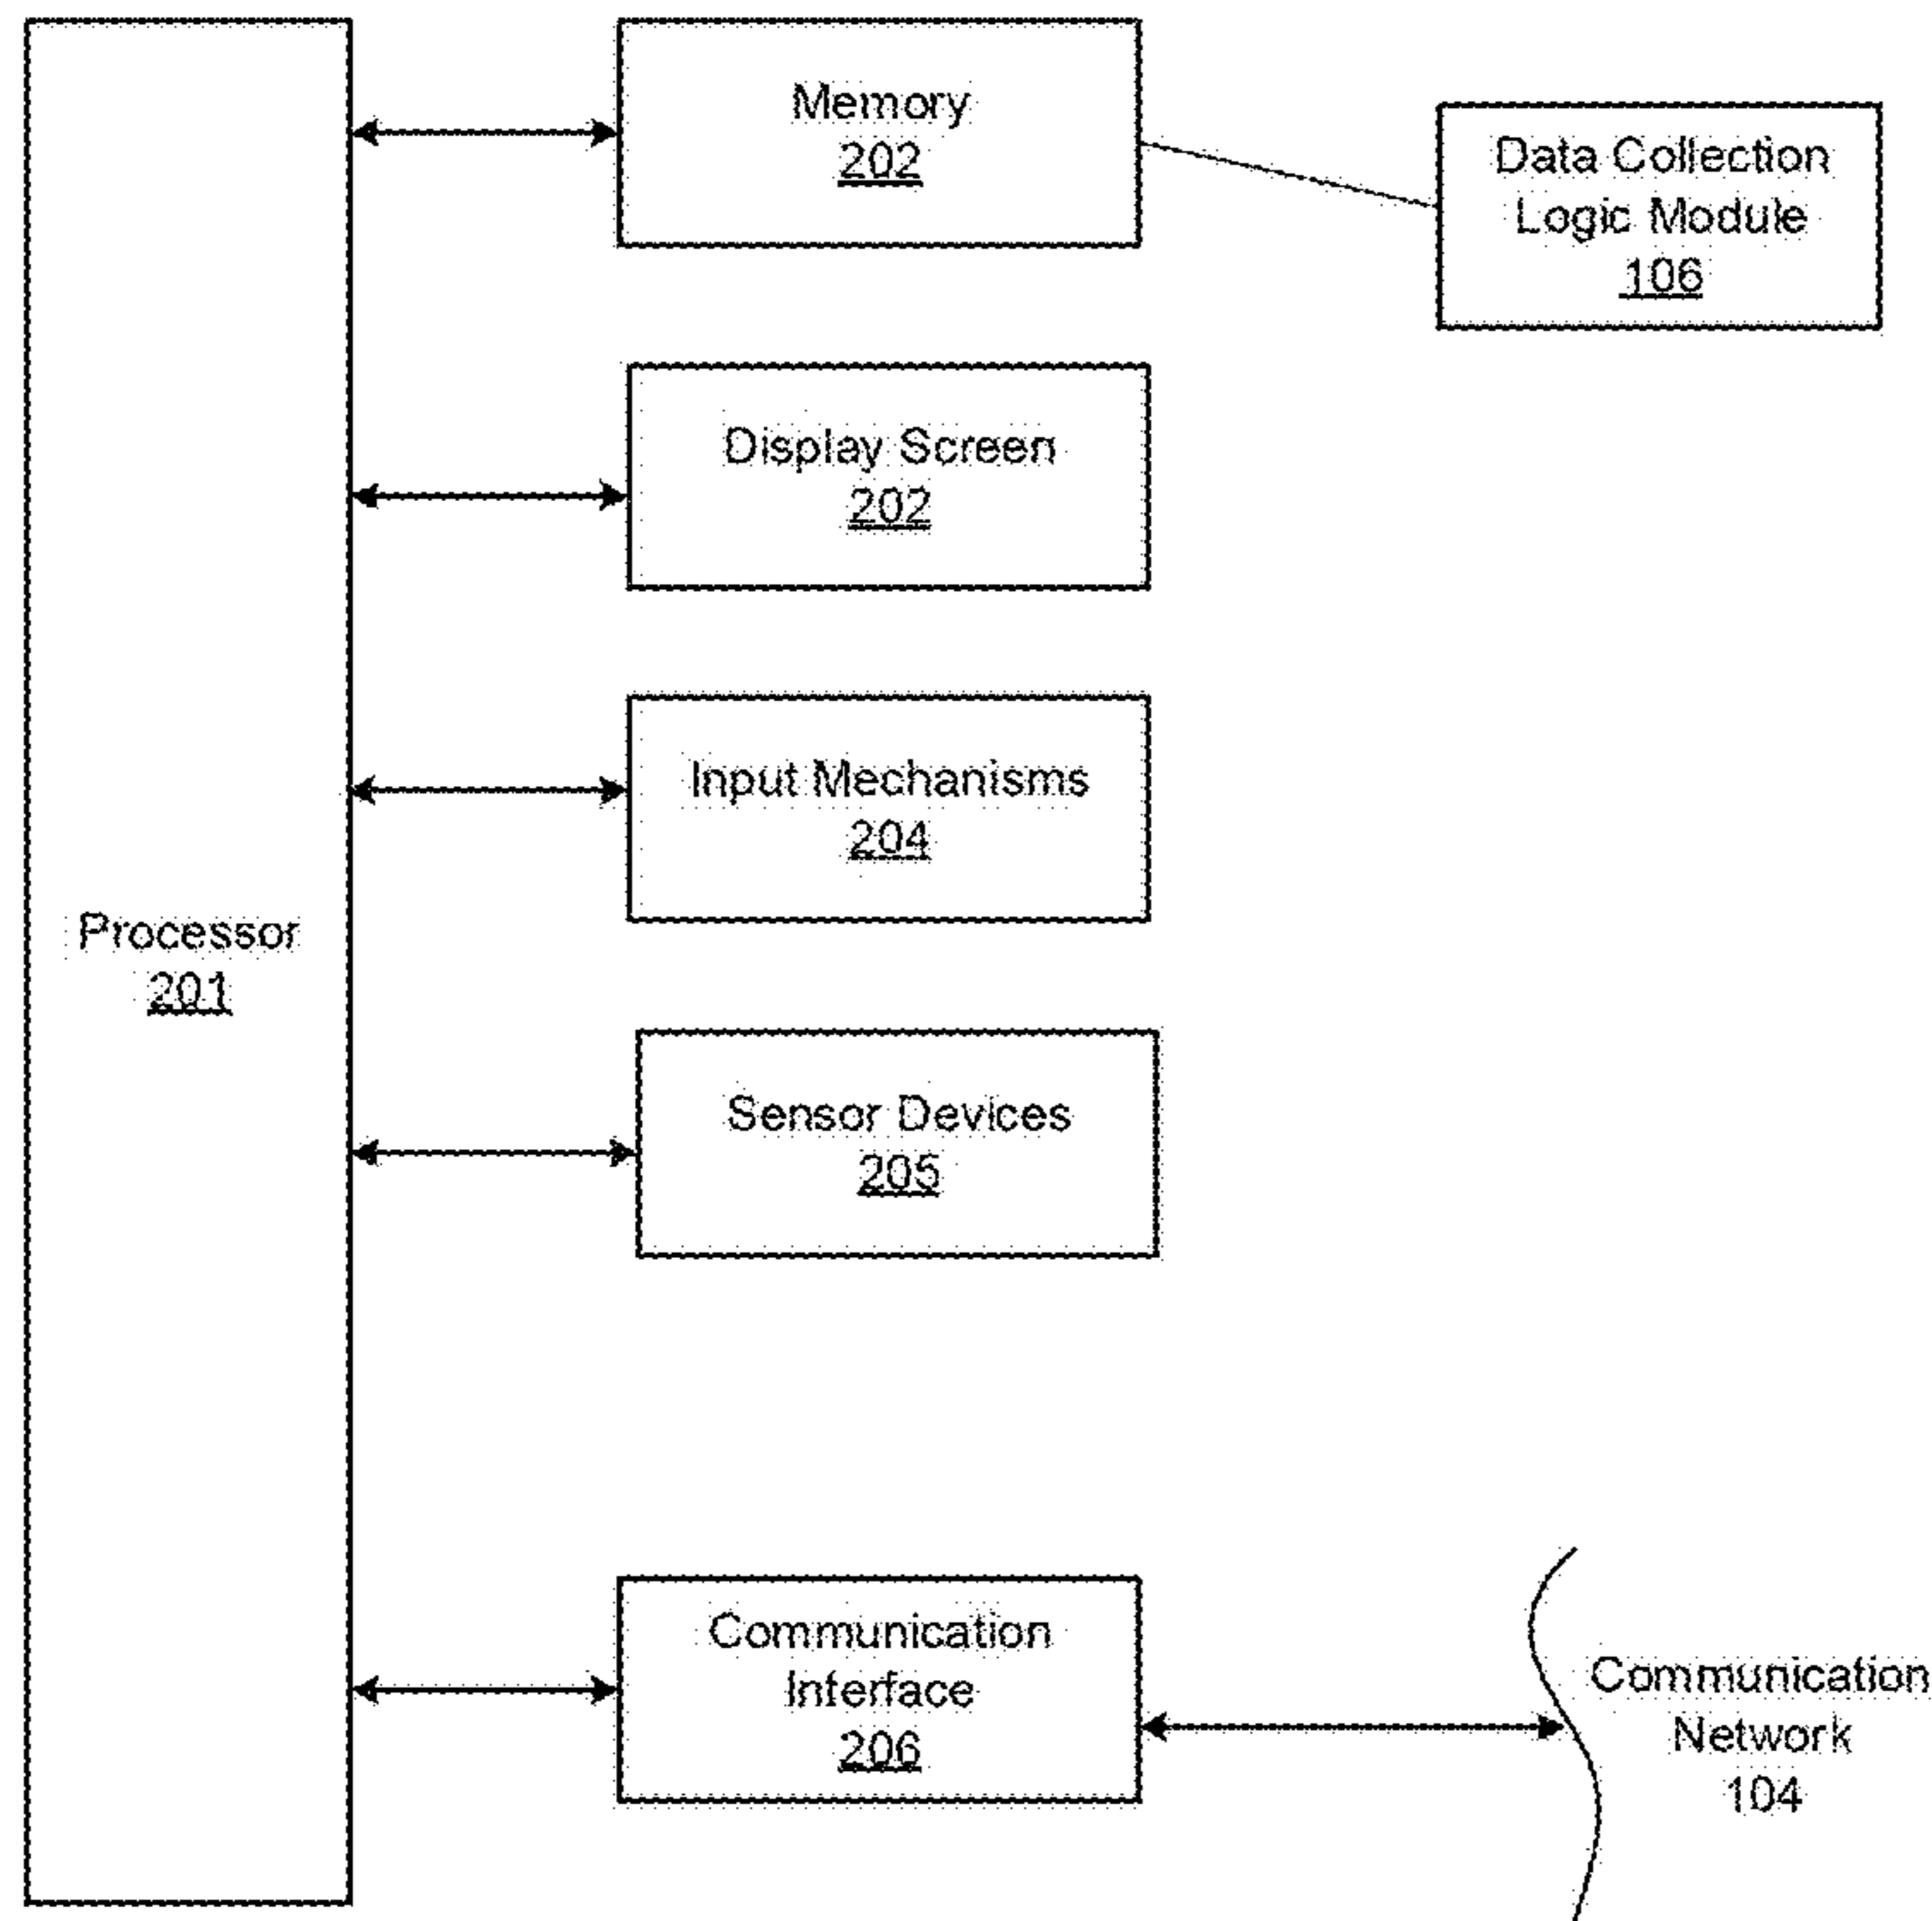 Memory
202
Data Collection
Logic Module
106
Display Screen
202
Input Mechanisms
204
Processor
201
Sensor Devices
205
Communication
Interface
206
Communication
Network
104